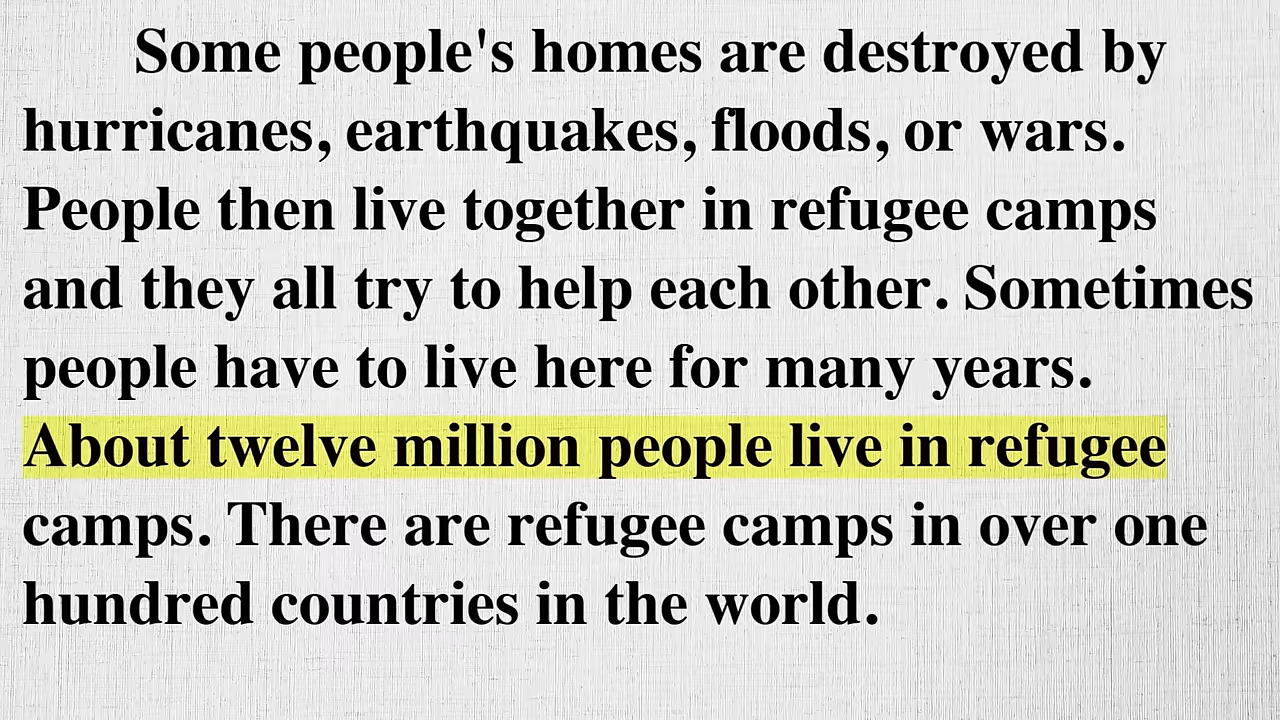 Some people's homes are destroyed by
hurricanes, earthquakes, floods, or wars.
People then live together in refugee camps
and they all try to help each other. Sometimes
people have to live here for many years.
About twelve million people live in refugee
camps. There are refugee camps in over one
hundred countries in the world.